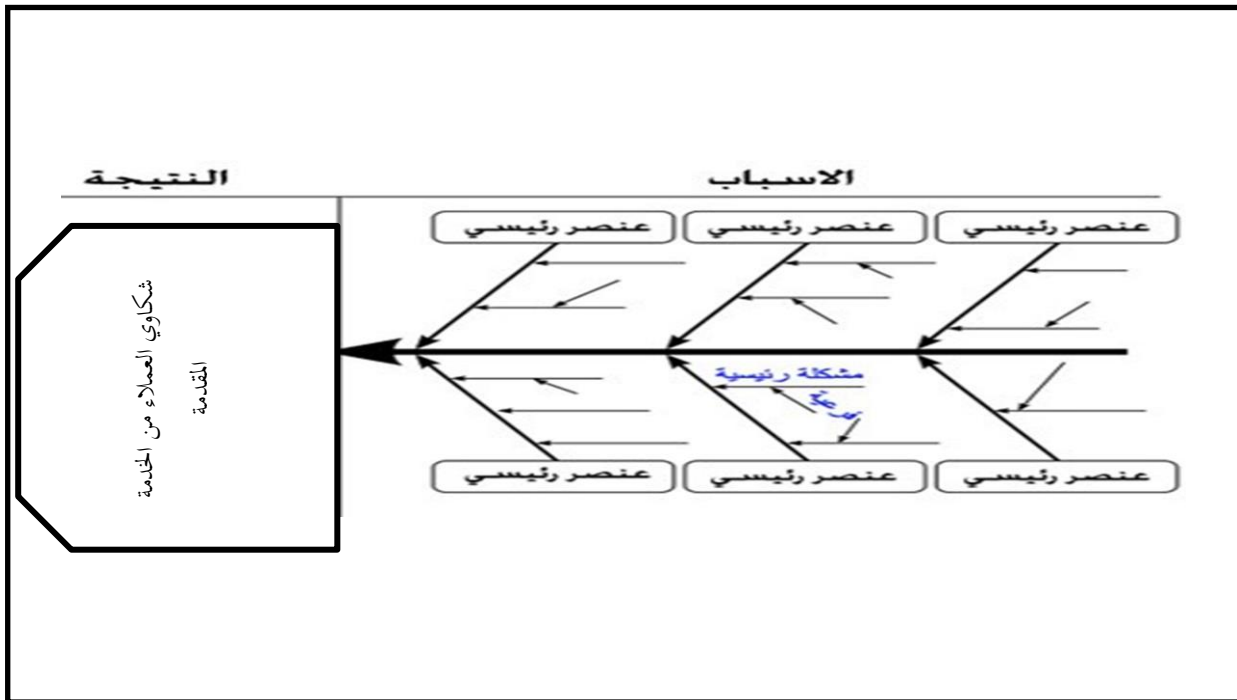 الاسباب
النتيجة
عنصر رئيسي
عنصر رئيسي
عنصر رئيسي
شكاوي العملاء من الخدمة
المقدمة
مشكلة رئيسية
فرعية
عنصر رئيسي
عنصر رئيسي
عنصر رئيسي